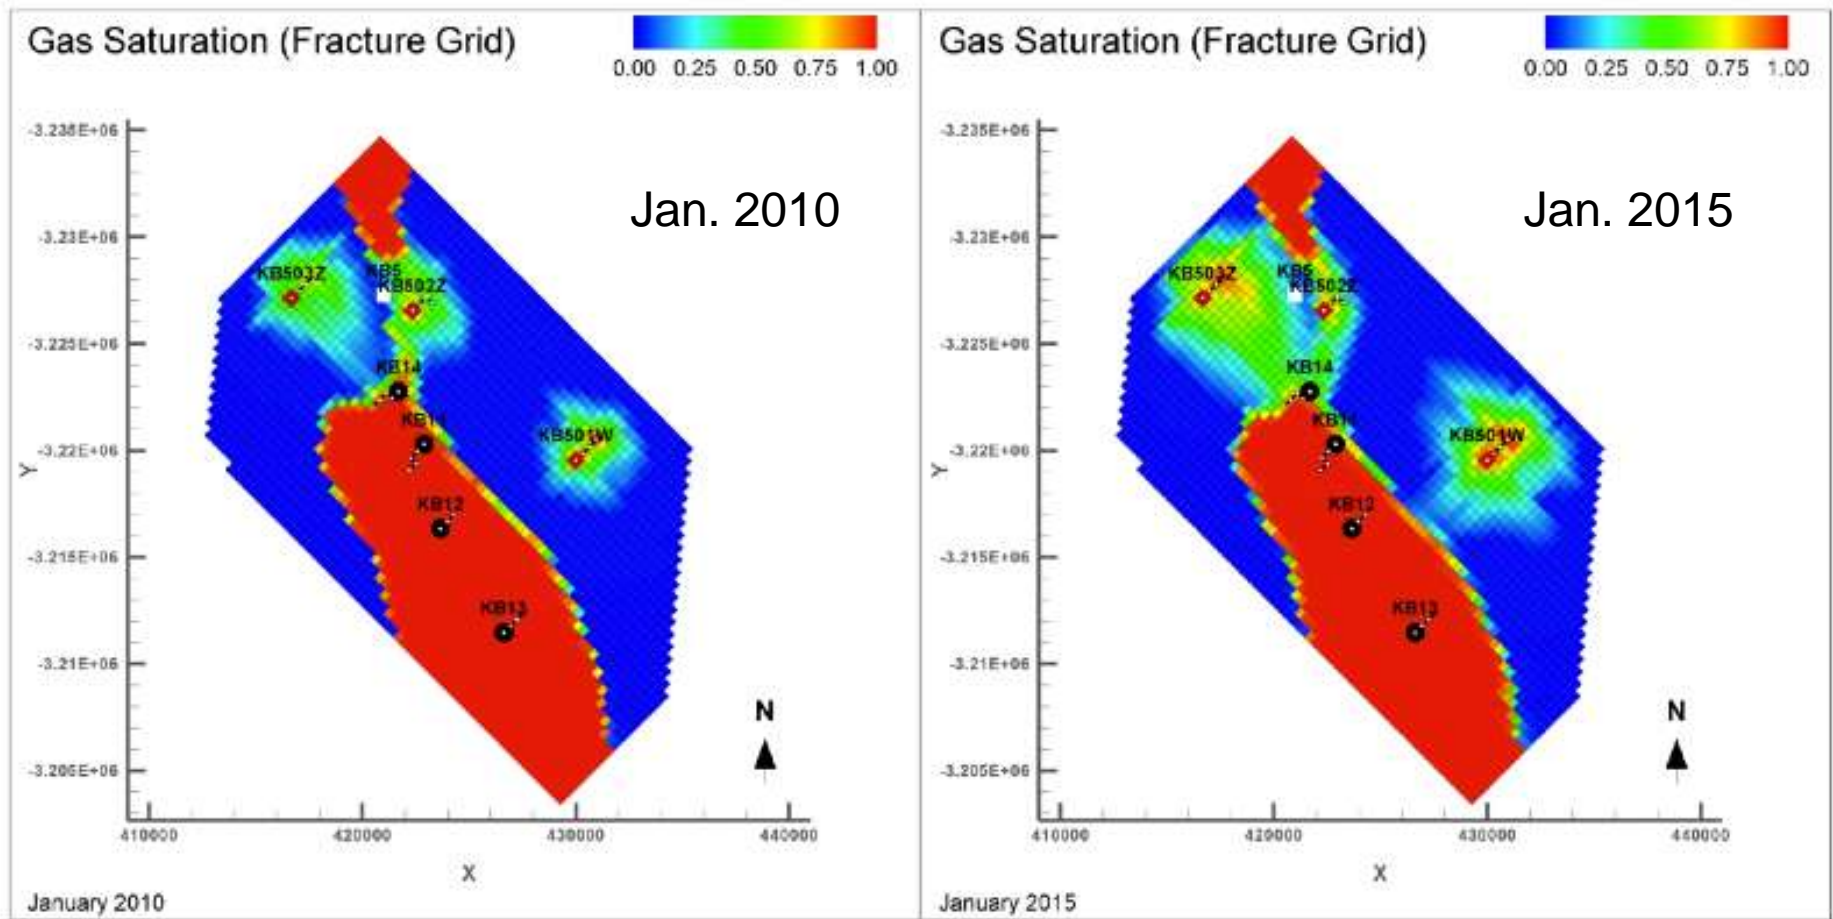 Gas Saturation (Fracture Grid)
0.00 0.25 0.50 0.75 1.00
Jan. 2010
-3.235E+06
-3.23E+06
-3.225E+06
-3.22E+06
-3.215E+06
-3.21E+06
-3.205E+06
Y
KB503Z
KB5
KB502Z
KB14
KB11
KB501W
KB12
KB13
N
410000 420000 430000 440000
X
January 2010
Gas Saturation (Fracture Grid)
0.00 0.25 0.50 0.75 1.00
Jan. 2015
-3.235E+06
-3.23E+06
-3.225E+06
-3.22E+06
-3.215E+06
-3.21E+06
-3.205E+06
Y
KB503Z
KB5
KB502Z
KB14
KB11
KB501W
KB12
KB13
N
410000 420000 430000 440000
X
January 2015